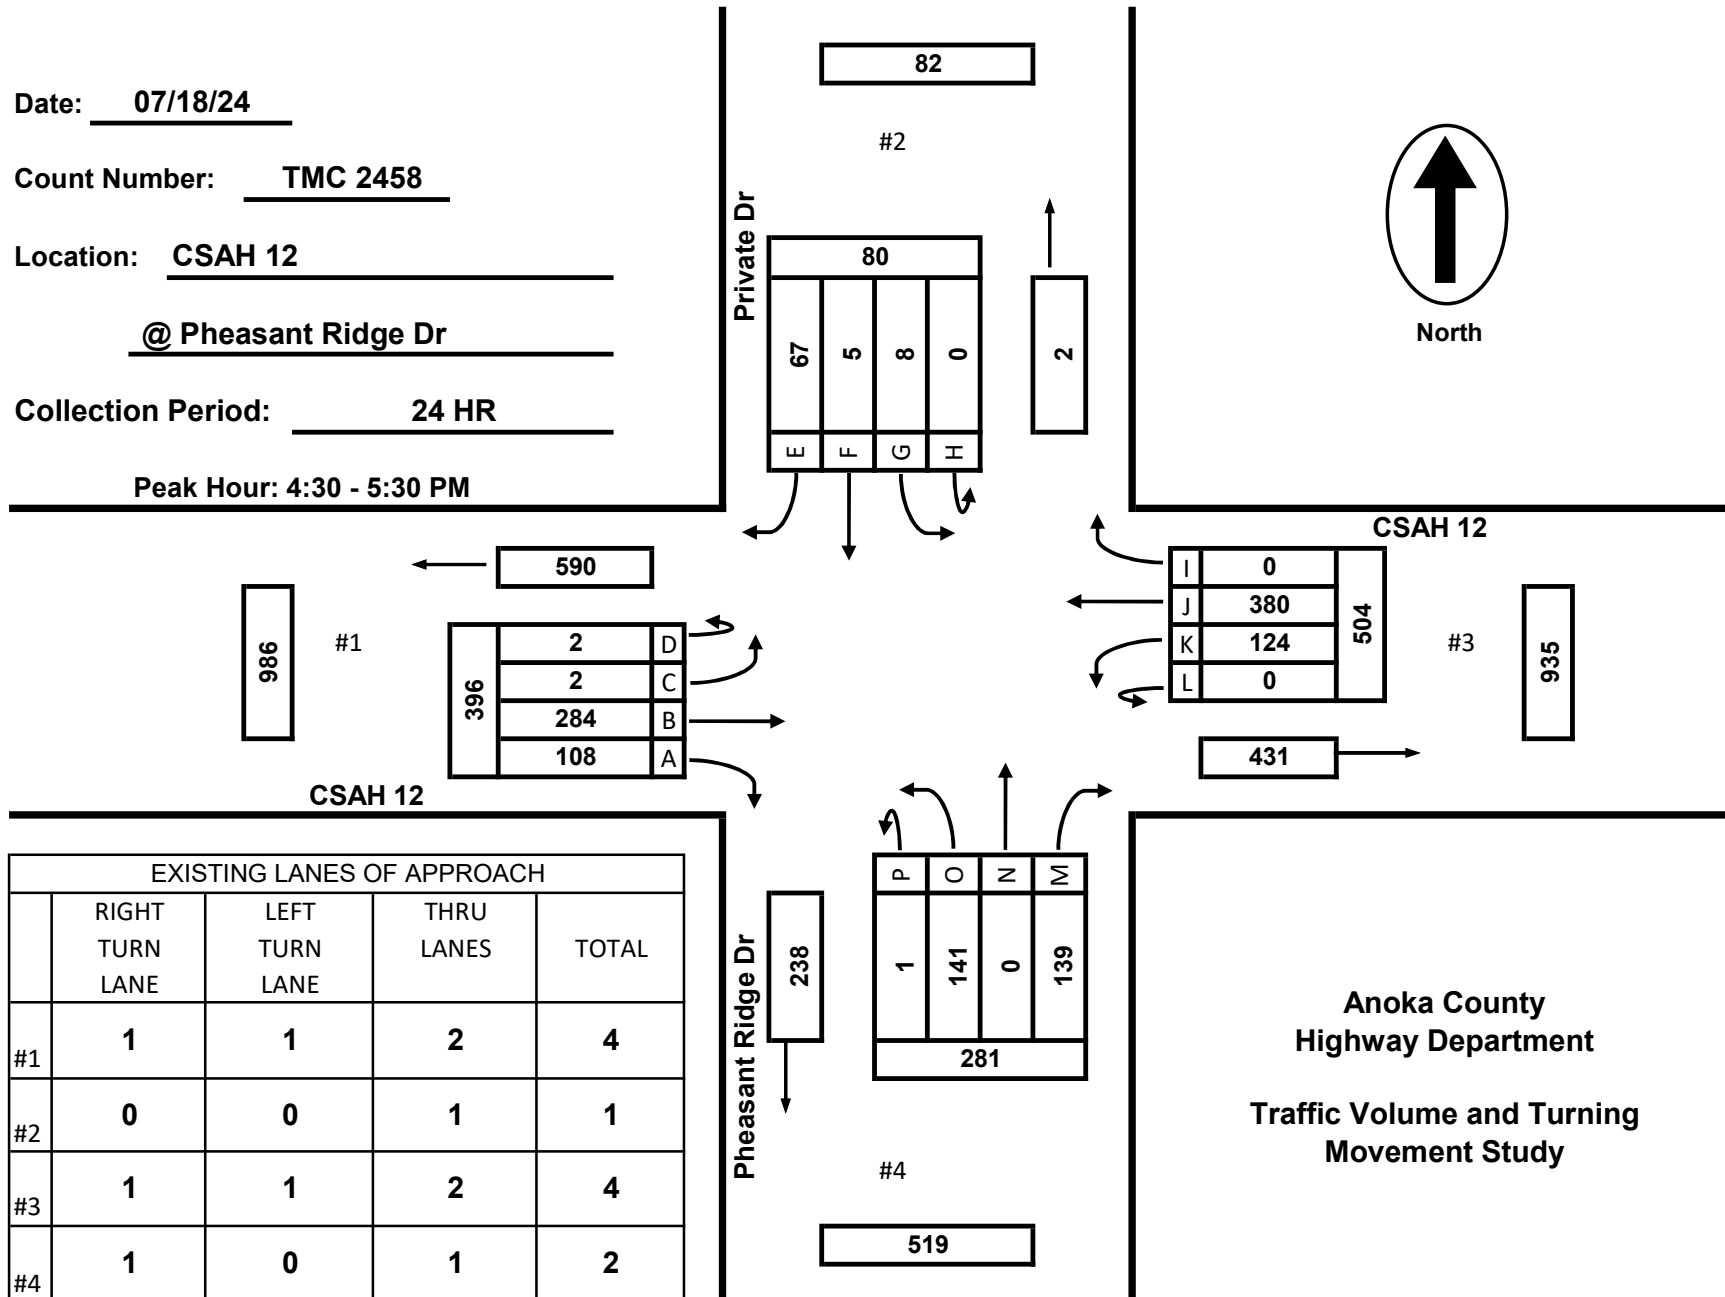 Date: 07/18/24
Count Number: TMC 2458
Location: CSAH 12
@ Pheasant Ridge Dr
Collection Period: 24 HR
Peak Hour: 4:30 - 5:30 PM
82
#2
Private Dr
80
67 5 8 0
E F G H
2
North
CSAH 12
590
986
#1
396
2 D
2 C
284 B
108 A
CSAH 12
I 0
J 380
K 124
L 0
504
#3
935
431
P O N M
1 141 0 139
281
238
Pheasant Ridge Dr
#4
519
EXISTING LANES OF APPROACH
RIGHT TURN LANE
LEFT TURN LANE
THRU LANES
TOTAL
#1 1 1 2 4
#2 0 0 1 1
#3 1 1 2 4
#4 1 0 1 2
Anoka County
Highway Department
Traffic Volume and Turning
Movement Study